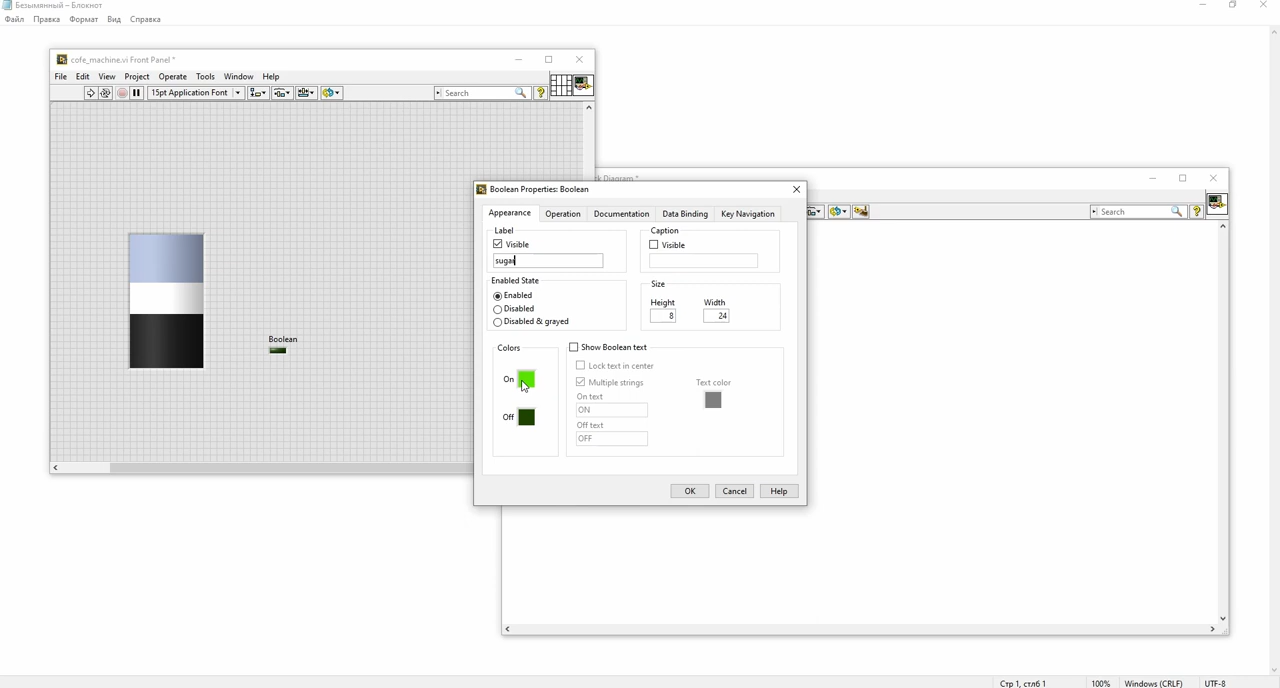 Безымянный – Блокнот
Файл Правка Формат Вид Справка
cofe_machine.vi Front Panel *
File Edit View Project Operate Tools Window Help
15pt Application Font
Search
?
Diagram *
Search
?
Boolean
Boolean Properties: Boolean
Appearance Operation Documentation Data Binding Key Navigation
Label
Visible
sugar
Caption
Visible
Enabled State
Enabled
Disabled
Disabled & grayed
Size
Height Width
8 24
Colors
On
Off
Show Boolean text
Lock text in center
Multiple strings
On text
ON
Off text
OFF
Text color
OK Cancel Help
Стр 1, стлб 1 100% Windows (CRLF) UTF-8